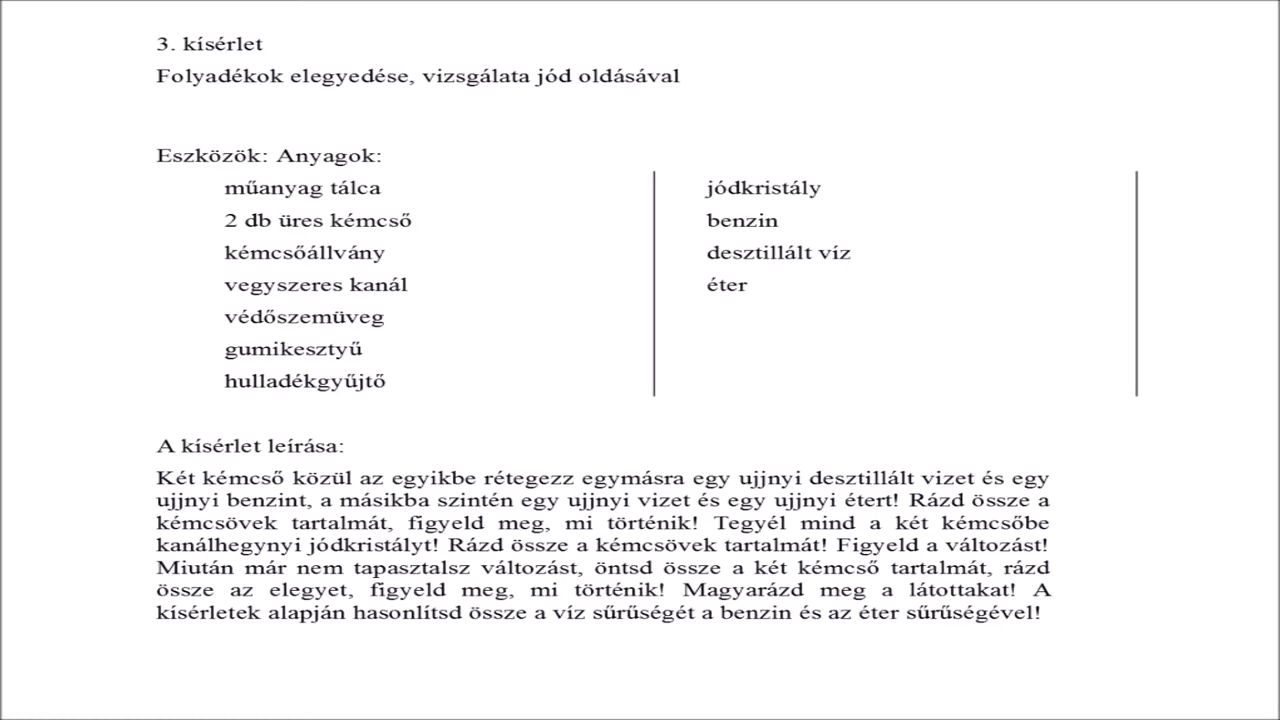 3. kísérlet
Folyadékok elegyedése, vizsgálata jód oldásával
Eszközök: Anyagok:
műanyag tálca
2 db üres kémcső
kémcsőállvány
vegyszeres kanál
védőszemüveg
gumikesztyű
hulladékgyűjtő
jódkristály
benzin
desztillált víz
éter
A kísérlet leírása:
Két kémcső közül az egyikbe rétegezz egymásra egy ujjnyi desztillált vizet és egy
ujjnyi benzint, a másikba szintén egy ujjnyi vizet és egy ujjnyi étert! Rázd össze a
kémcsövek tartalmát, figyeld meg, mi történik! Tegyél mind a két kémcsőbe
kanálhegynyi jódkristályt! Rázd össze a kémcsövek tartalmát! Figyeld a változást!
Miután már nem tapasztalsz változást, öntsd össze a két kémcső tartalmát, rázd
össze az elegyet, figyeld meg, mi történik! Magyarázd meg a látottakat! A
kísérletek alapján hasonlítsd össze a víz sűrűségét a benzin és az éter sűrűségével!